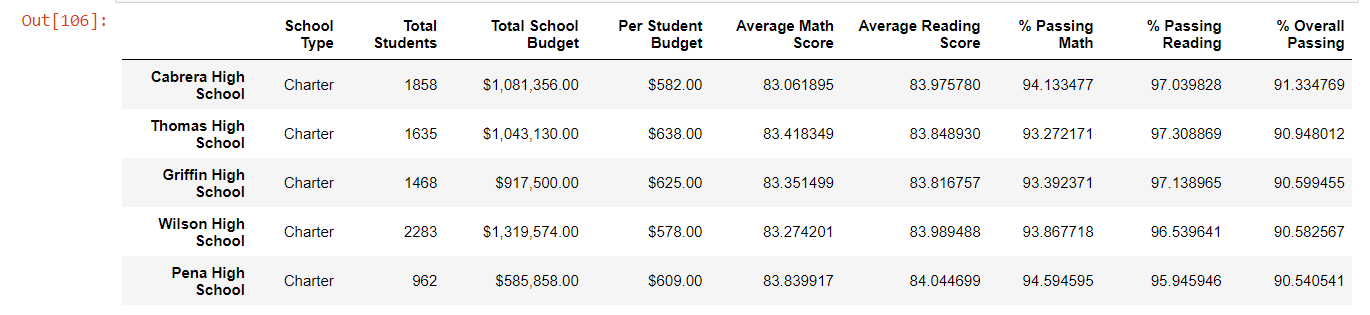 Out[106]:
School Type Total Students Total School Budget Per Student Budget Average Math Score Average Reading Score % Passing Math % Passing Reading % Overall Passing
Cabrera High School Charter 1858 $1,081,356.00 $582.00 83.061895 83.975780 94.133477 97.039828 91.334769
Thomas High School Charter 1635 $1,043,130.00 $638.00 83.418349 83.848930 93.272171 97.308869 90.948012
Griffin High School Charter 1468 $917,500.00 $625.00 83.351499 83.816757 93.392371 97.138965 90.599455
Wilson High School Charter 2283 $1,319,574.00 $578.00 83.274201 83.989488 93.867718 96.539641 90.582567
Pena High School Charter 962 $585,858.00 $609.00 83.839917 84.044699 94.594595 95.945946 90.540541